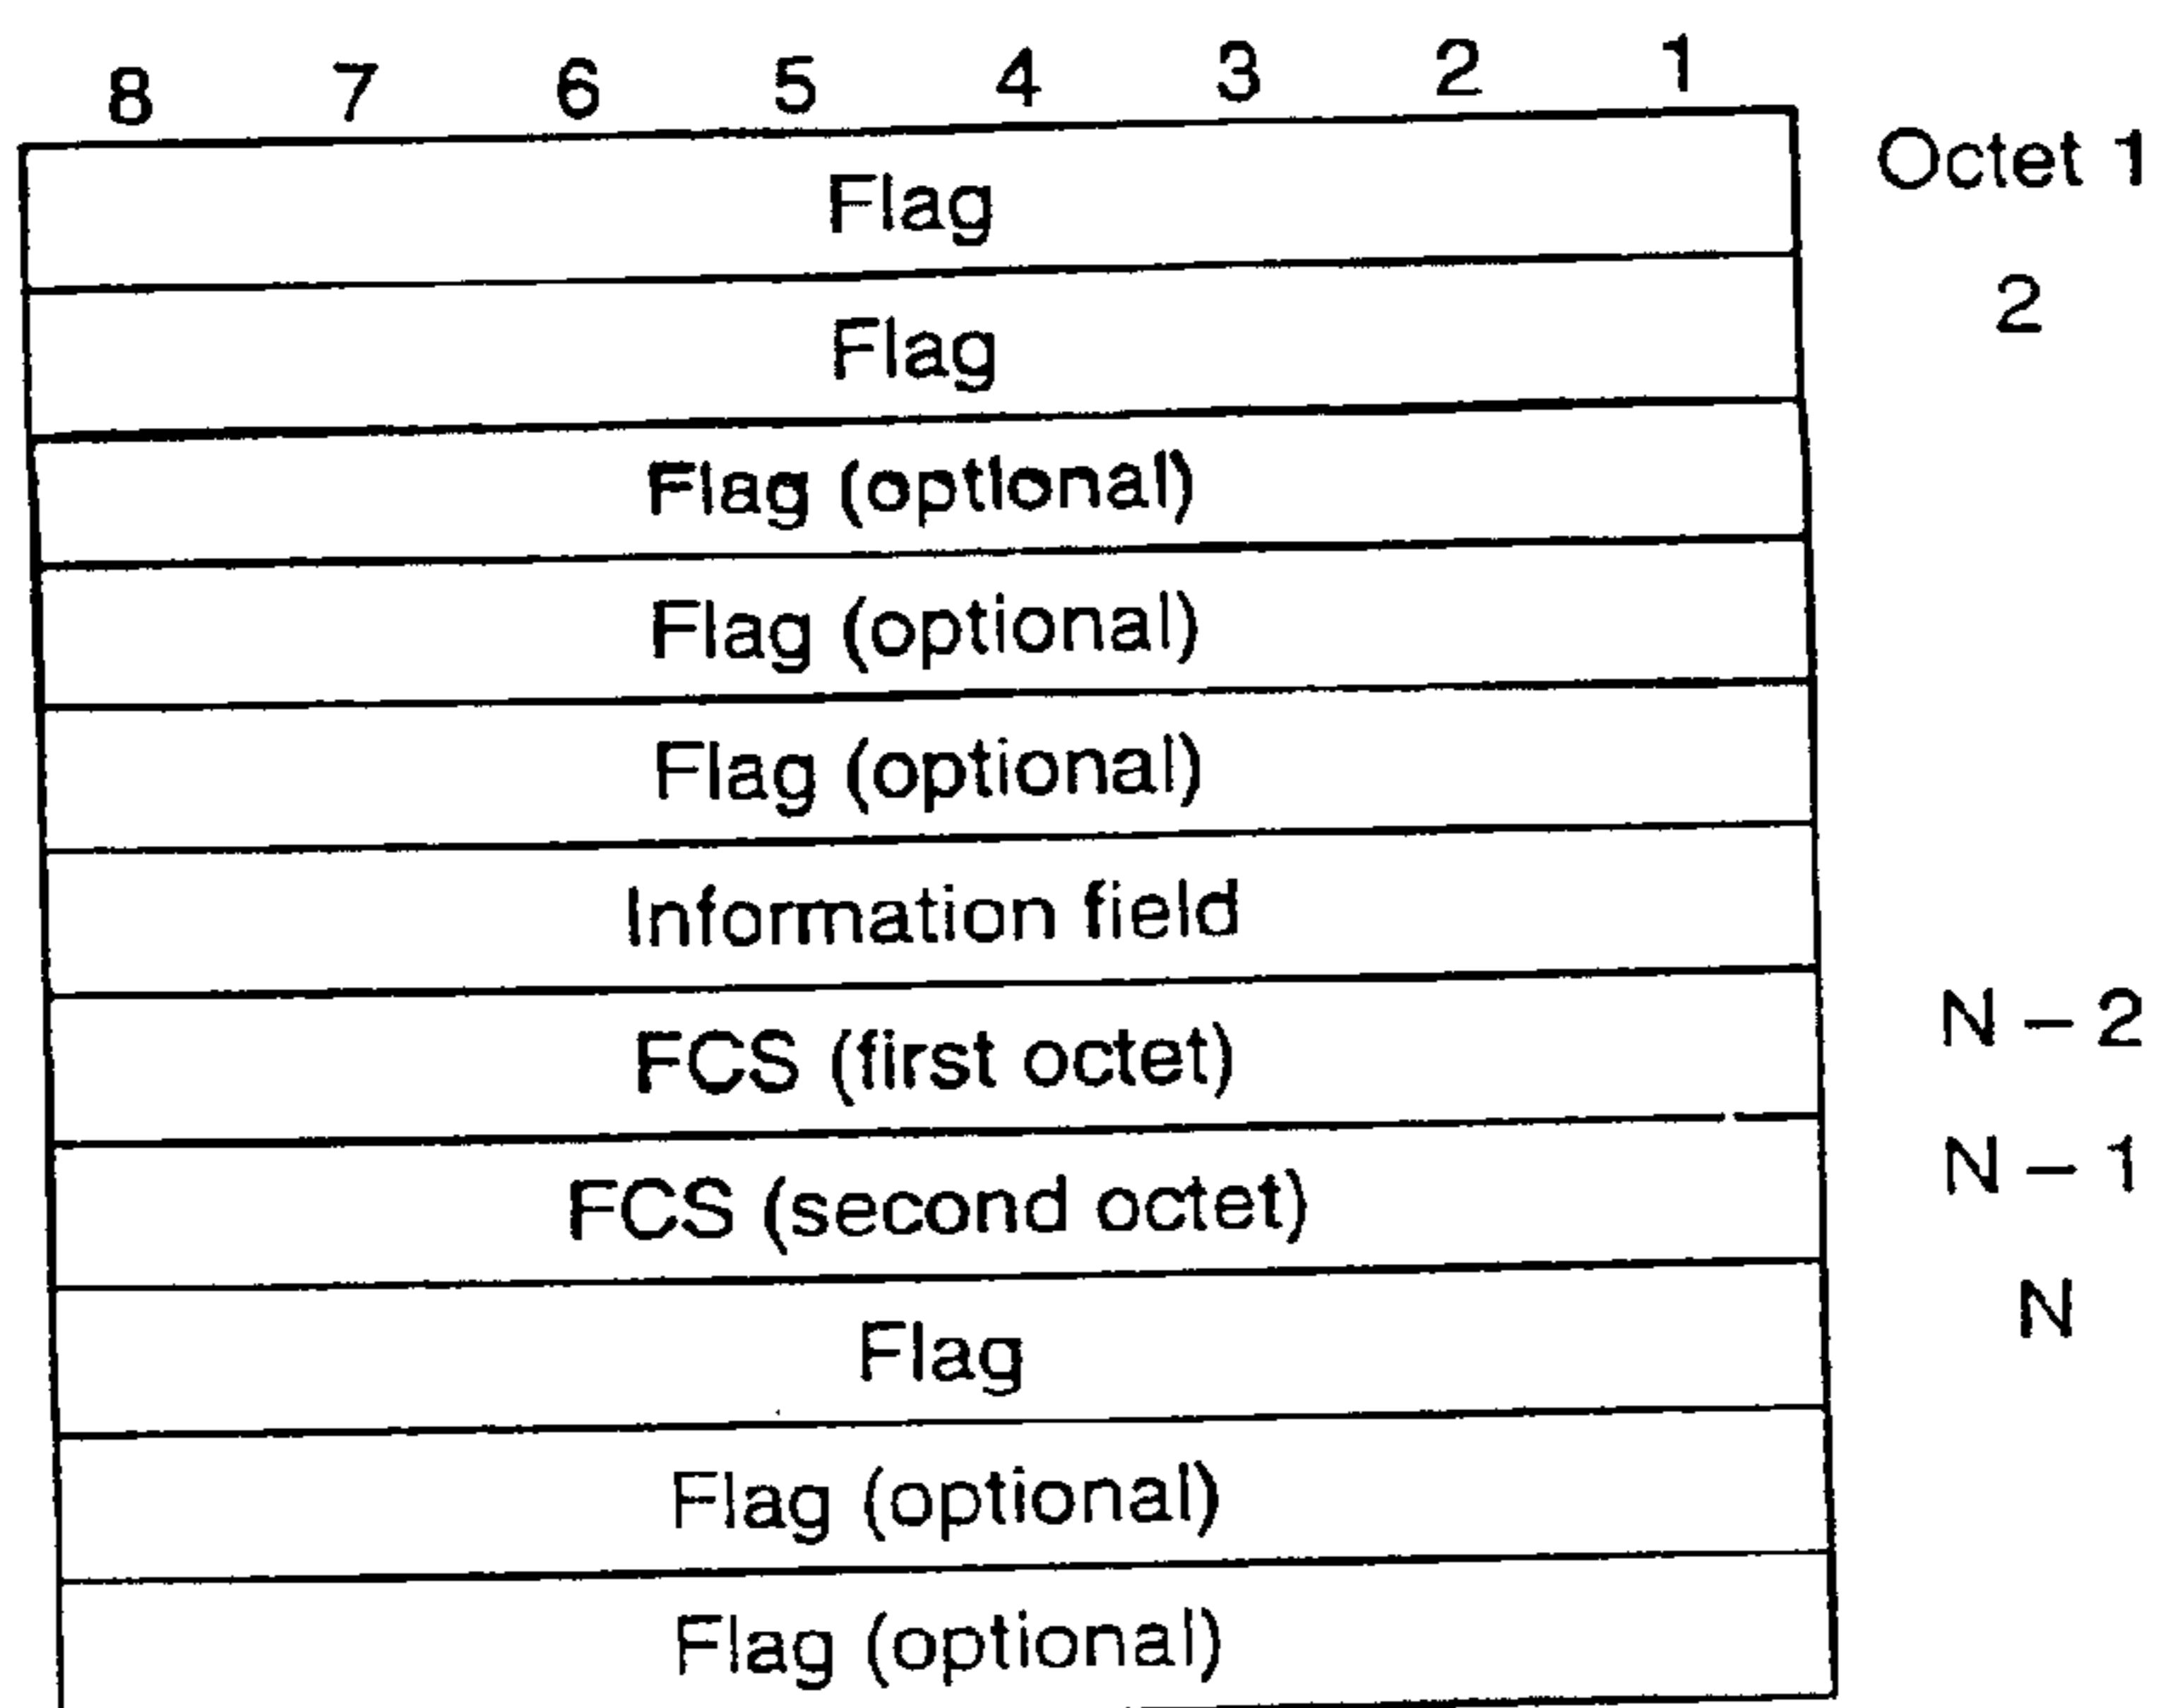 8 7 6 5 4 3 2 1
Flag Octet 1
Flag 2
Flag (optional)
Flag (optional)
Flag (optional)
Information field
FCS (first octet) N – 2
FCS (second octet) N – 1
Flag N
Flag (optional)
Flag (optional)